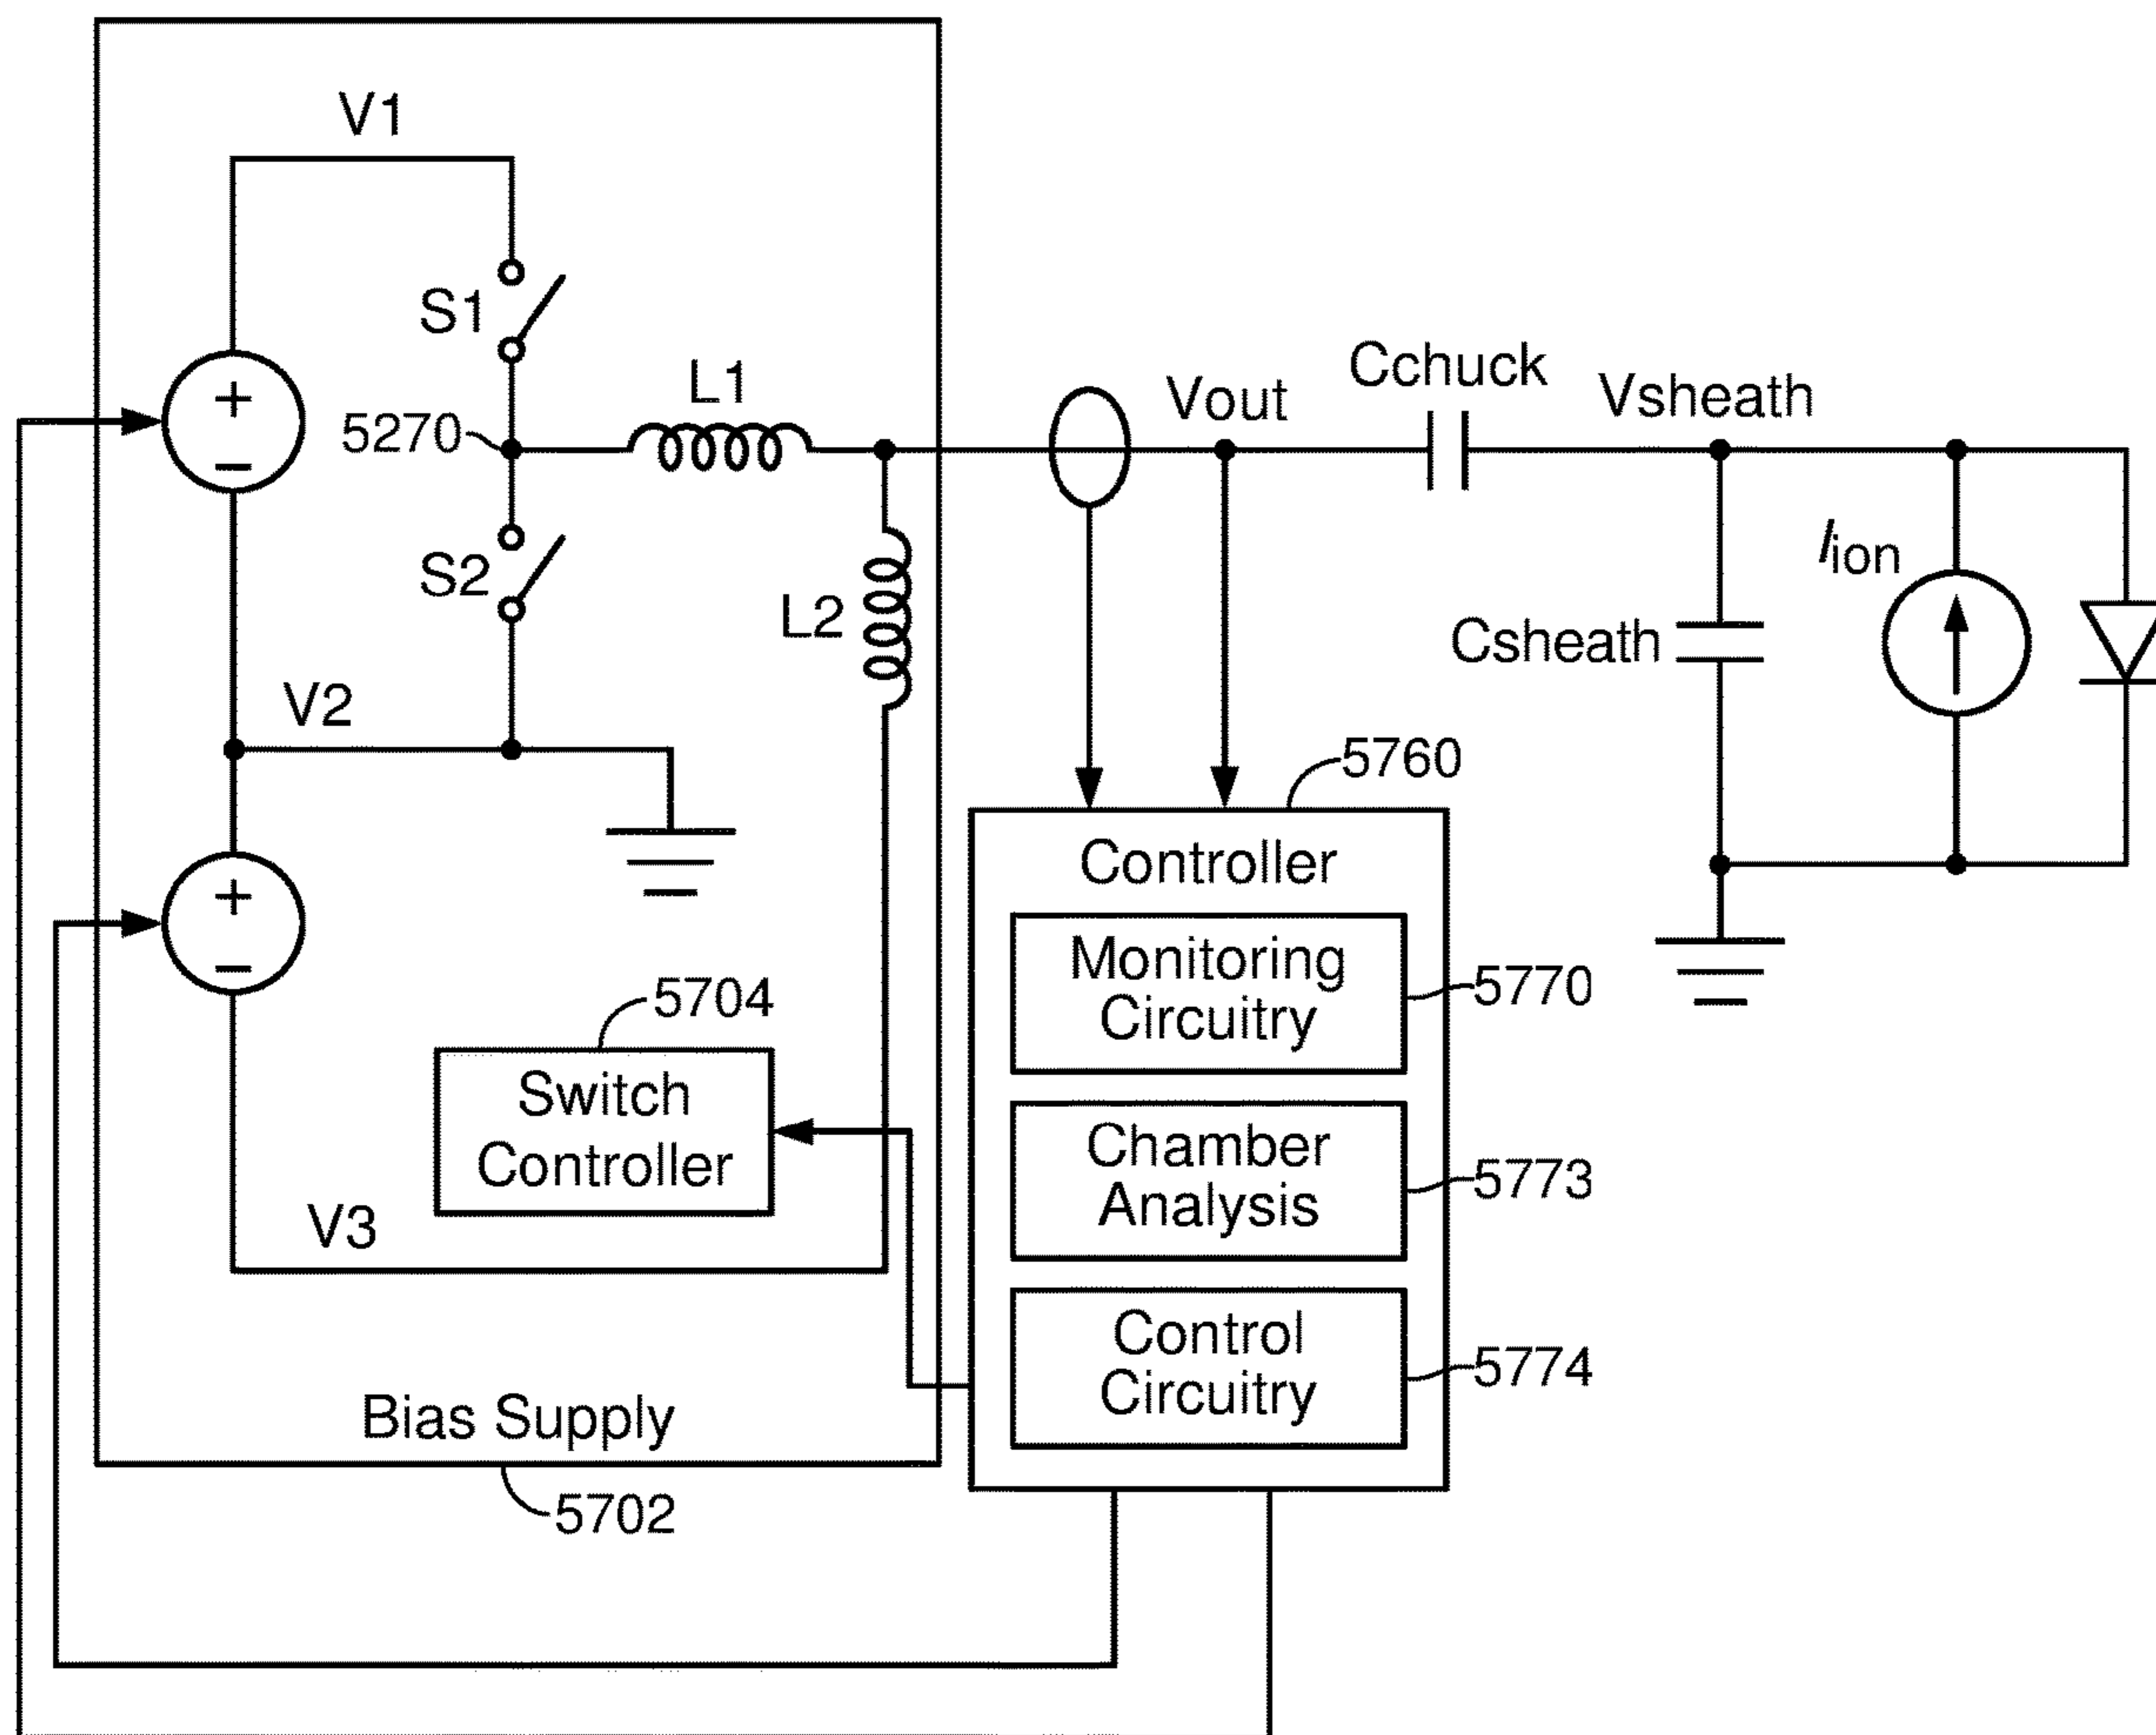 V1
S1
5270
L1
Vout
Cchuck
Vsheath
+
−
S2
L2
Iion
Csheath
V2
5760
+
−
Controller
Monitoring
Circuitry
5770
5704
Switch
Controller
Chamber
Analysis
5773
V3
Control
Circuitry
5774
Bias Supply
5702